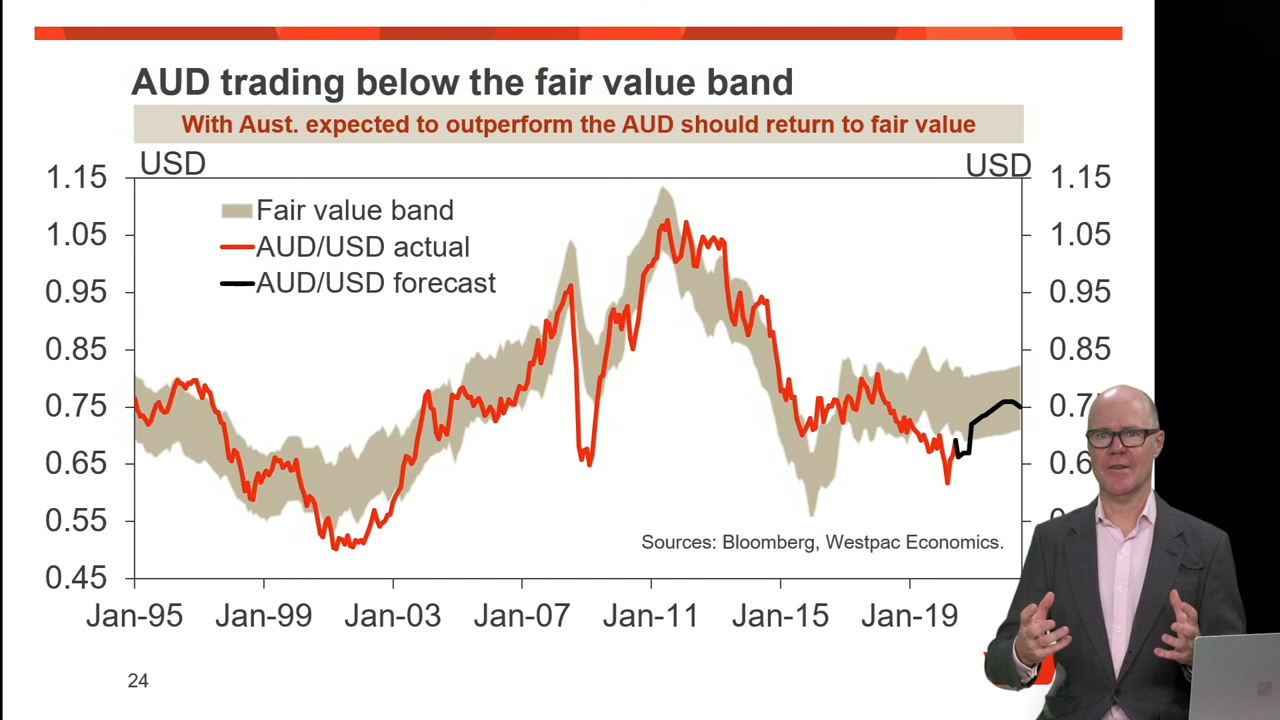 AUD trading below the fair value band
With Aust. expected to outperform the AUD should return to fair value
USD
USD
1.15
1.05
0.95
0.85
0.75
0.65
0.55
0.45
Fair value band
AUD/USD actual
AUD/USD forecast
1.15
1.05
0.95
0.85
Sources: Bloomberg, Westpac Economics.
Jan-95 Jan-99 Jan-03 Jan-07 Jan-11 Jan-15 Jan-19
24